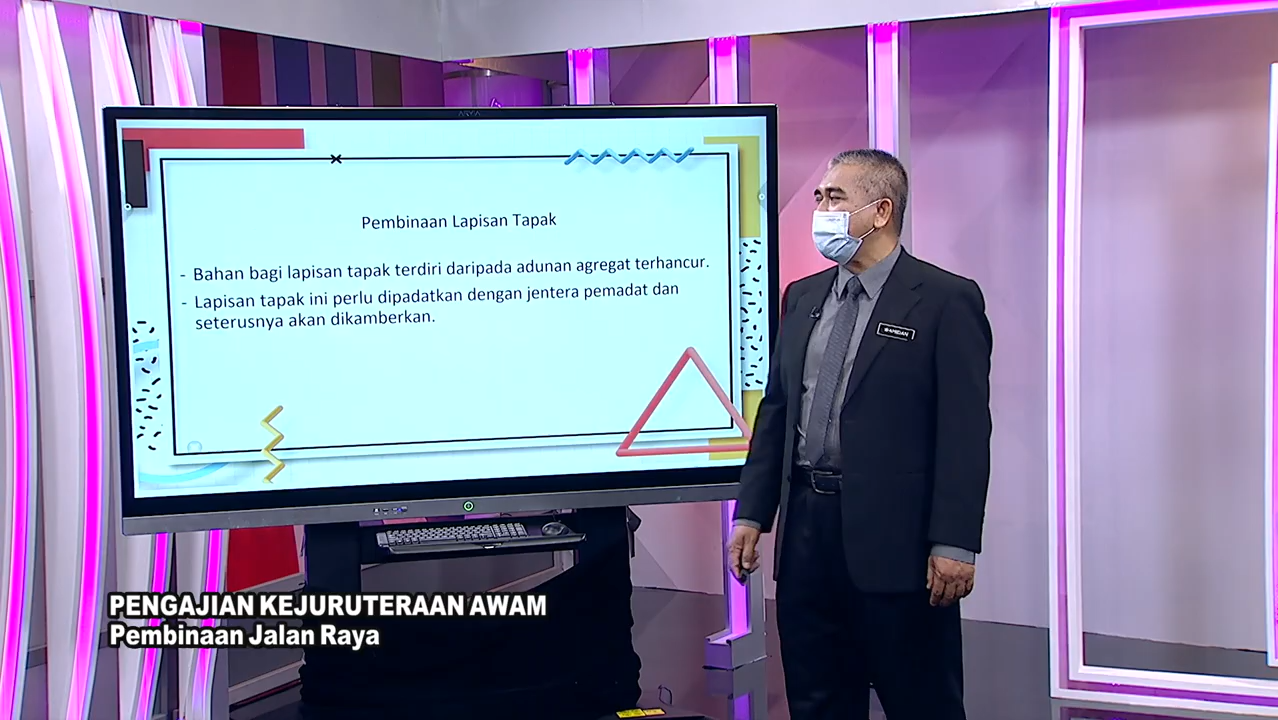 Pembinaan Lapisan Tapak
- Bahan bagi lapisan tapak terdiri daripada adunan agregat terhancur.
- Lapisan tapak ini perlu dipadatkan dengan jentera pemadat dan
seterusnya akan dikamberkan.
PENGAJIAN KEJURUTERAAN AWAM
Pembinaan Jalan Raya